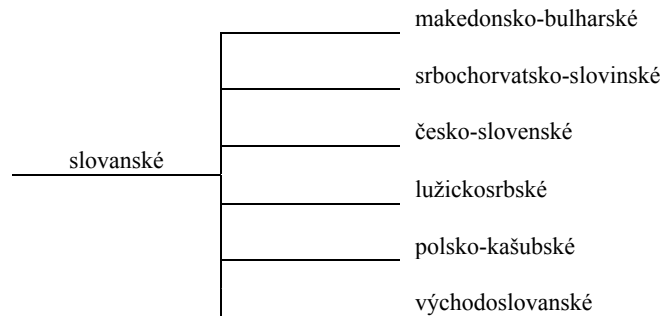 makedonsko-bulharské
srbochorvatsko-slovinské
česko-slovenské
slovanské
lužickosrbské
polsko-kašubské
východoslovanské